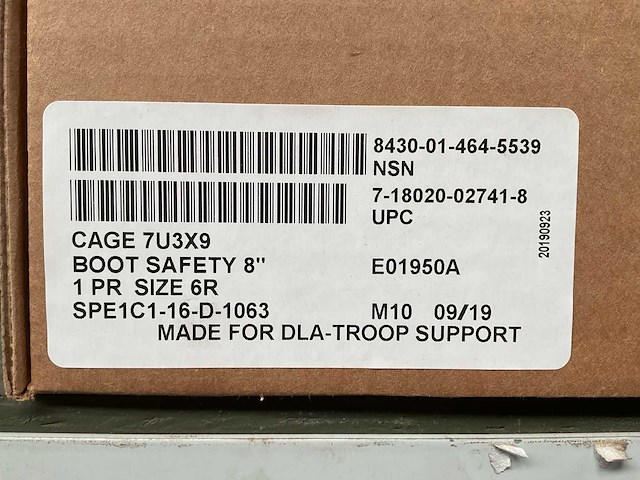 8430-01-464-5539
NSN
7-18020-02741-8
UPC
CAGE 7U3X9
BOOT SAFETY 8" E01950A
1 PR SIZE 6R
SPE1C1-16-D-1063 M10 09/19
MADE FOR DLA-TROOP SUPPORT
20190923